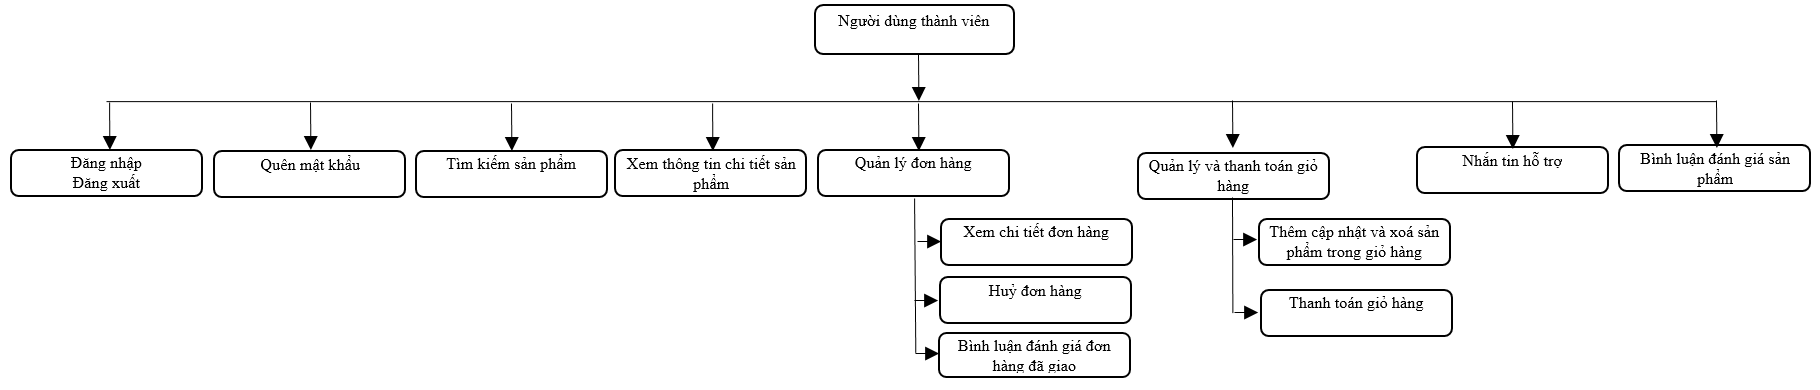 Người dùng thành viên
Đăng nhập
Đăng xuất
Quên mật khẩu
Tìm kiếm sản phẩm
Xem thông tin chi tiết sản
phẩm
Quản lý đơn hàng
Quản lý và thanh toán giỏ
hàng
Nhắn tin hỗ trợ
Bình luận đánh giá sản
phẩm
Xem chi tiết đơn hàng
Huỷ đơn hàng
Bình luận đánh giá đơn
hàng đã giao
Thêm cập nhật và xoá sản
phẩm trong giỏ hàng
Thanh toán giỏ hàng